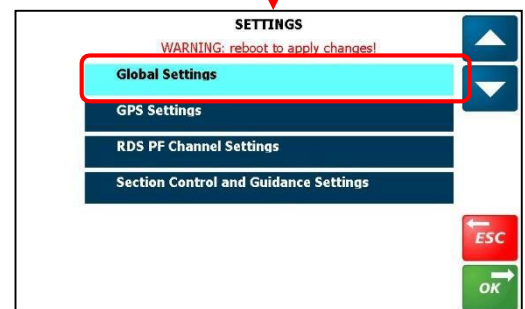 SETTINGS
WARNING: reboot to apply changes!
Global Settings
GPS Settings
RDS PF Channel Settings
Section Control and Guidance Settings
ESC
OK